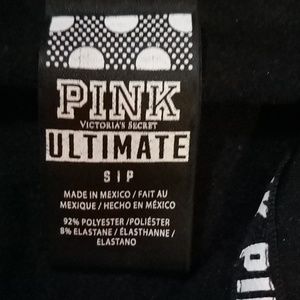 PINK
VICTORIA'S SECRET
ULTIMATE
S | P
MADE IN MEXICO / FAIT AU
MEXIQUE / HECHO EN MÉXICO
92% POLYESTER /POLIÉSTER
8% ELASTANE / ÉLASTHANNE /
ELASTANO